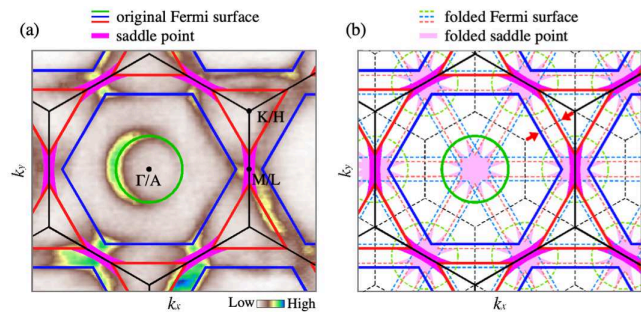 (a)
original Fermi surface
saddle point
K/H
Γ/A
M/L
ky
kx
Low
High
(b)
folded Fermi surface
folded saddle point
ky
kx